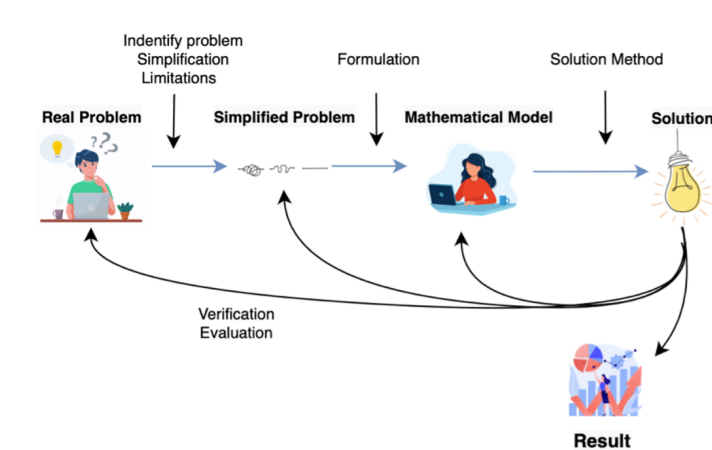 Indentify problem
Simplification
Limitations
Formulation
Solution Method
Real Problem
Simplified Problem
Mathematical Model
Solution
Verification
Evaluation
Result